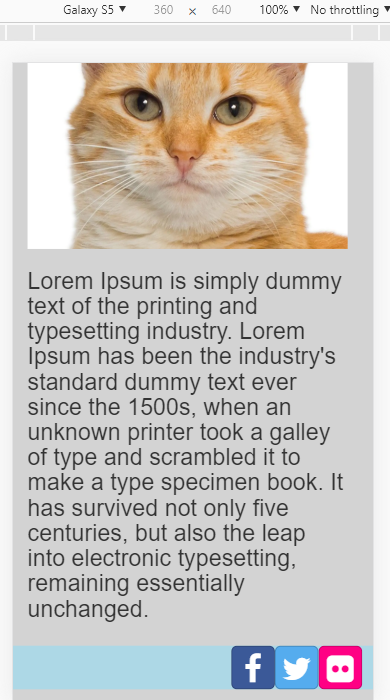 Galaxy S5 ▼ 360 × 640 100% ▼ No throttling ▼
Lorem Ipsum is simply dummy
text of the printing and
typesetting industry. Lorem
Ipsum has been the industry's
standard dummy text ever
since the 1500s, when an
unknown printer took a galley
of type and scrambled it to
make a type specimen book. It
has survived not only five
centuries, but also the leap
into electronic typesetting,
remaining essentially
unchanged.